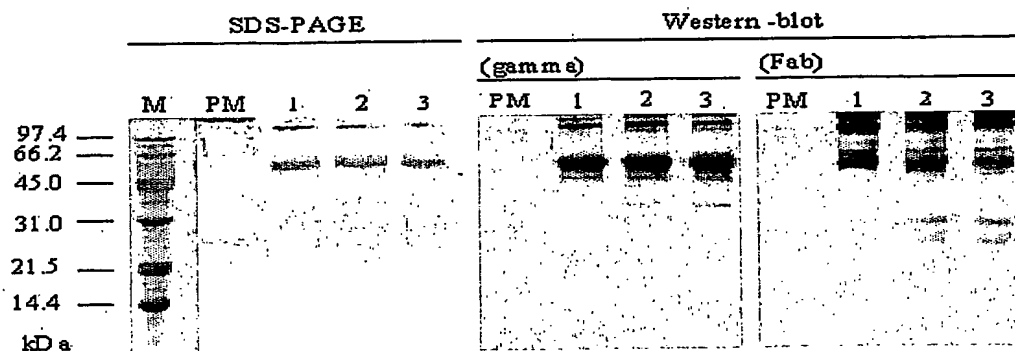 SDS-PAGE
Western -blot
(gamma)
(Fab)
M PM 1 2 3
PM 1 2 3
PM 1 2 3
97.4
66.2
45.0
31.0
21.5
14.4
kDa